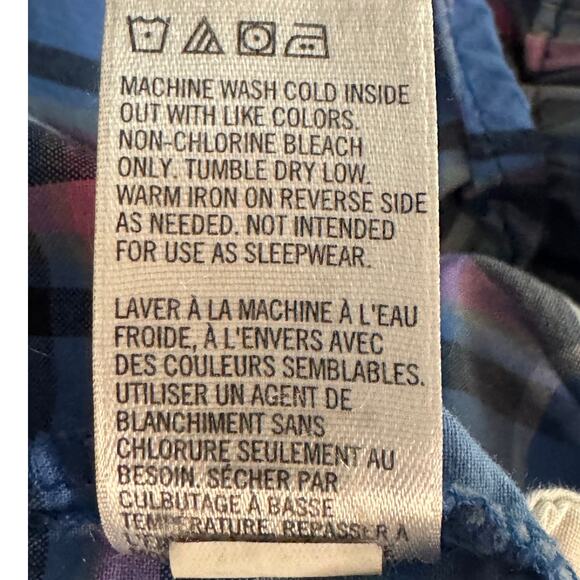 MACHINE WASH COLD INSIDE
OUT WITH LIKE COLORS.
NON-CHLORINE BLEACH
ONLY. TUMBLE DRY LOW.
WARM IRON ON REVERSE SIDE
AS NEEDED. NOT INTENDED
FOR USE AS SLEEPWEAR.
LAVER À LA MACHINE À L'EAU
FROIDE, À L'ENVERS AVEC
DES COULEURS SEMBLABLES.
UTILISER UN AGENT DE
BLANCHIMENT SANS
CHLORURE SEULEMENT AU
BESOIN. SÉCHER PAR
CULBUTAGE À BASSE
TEMPÉRATURE. REPASSER À